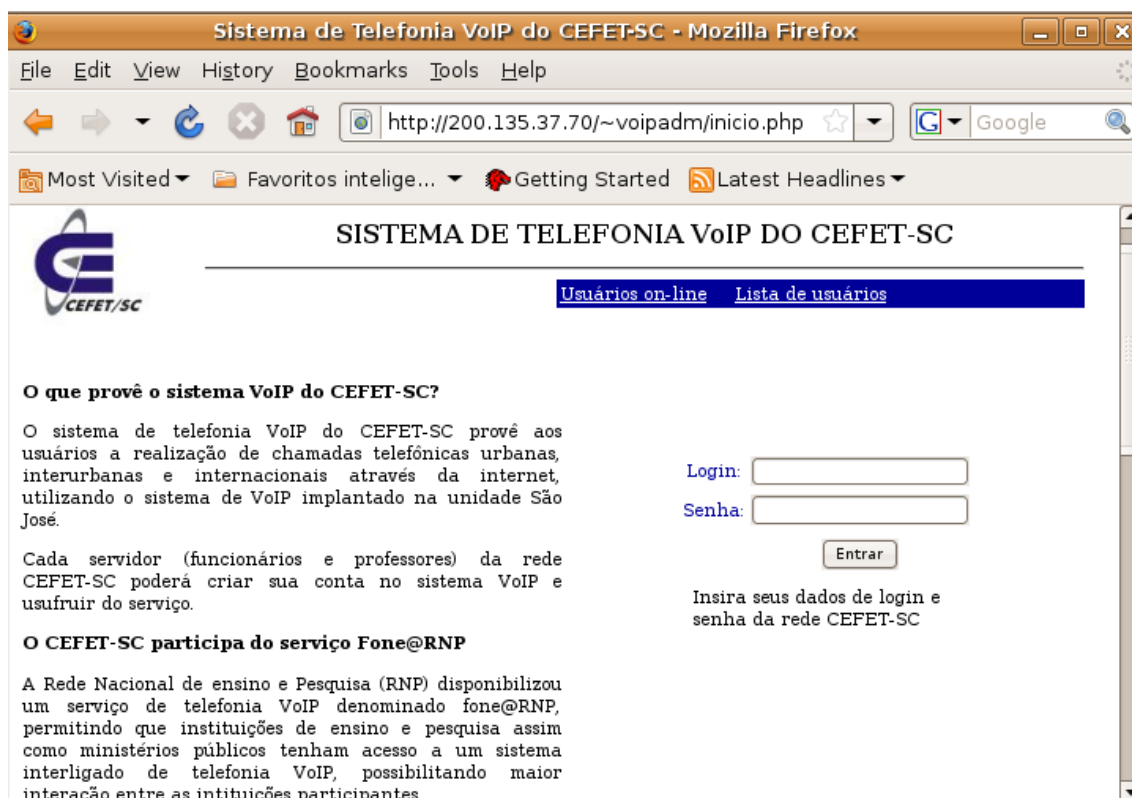 Sistema de Telefonia VoIP do CEFET-SC - Mozilla Firefox
File Edit View History Bookmarks Tools Help
http://200.135.37.70/~voipadm/inicio.php
G Google
Most Visited Favoritos intelige... Getting Started Latest Headlines
CEFET/SC
SISTEMA DE TELEFONIA VoIP DO CEFET-SC
Usuários on-line Lista de usuários
O que provê o sistema VoIP do CEFET-SC?
O sistema de telefonia VoIP do CEFET-SC provê aos
usuários a realização de chamadas telefônicas urbanas,
interurbanas e internacionais através da internet,
utilizando o sistema de VoIP implantado na unidade São
José.
Cada servidor (funcionários e professores) da rede
CEFET-SC poderá criar sua conta no sistema VoIP e
usufruir do serviço.
O CEFET-SC participa do serviço Fone@RNP
A Rede Nacional de ensino e Pesquisa (RNP) disponibilizou
um serviço de telefonia VoIP denominado fone@RNP,
permitindo que instituições de ensino e pesquisa assim
como ministérios públicos tenham acesso a um sistema
interligado de telefonia VoIP, possibilitando maior
interação entre as intituições participantes
Login:
Senha:
Entrar
Insira seus dados de login e
senha da rede CEFET-SC